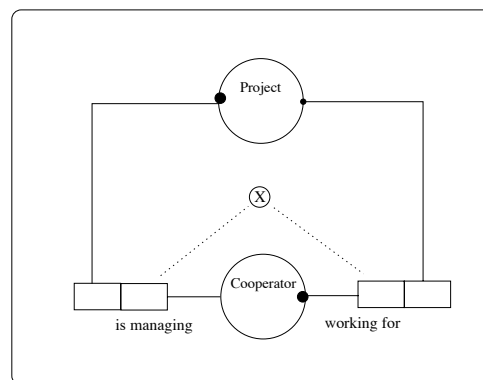 Project
X
Cooperator
is managing
working for